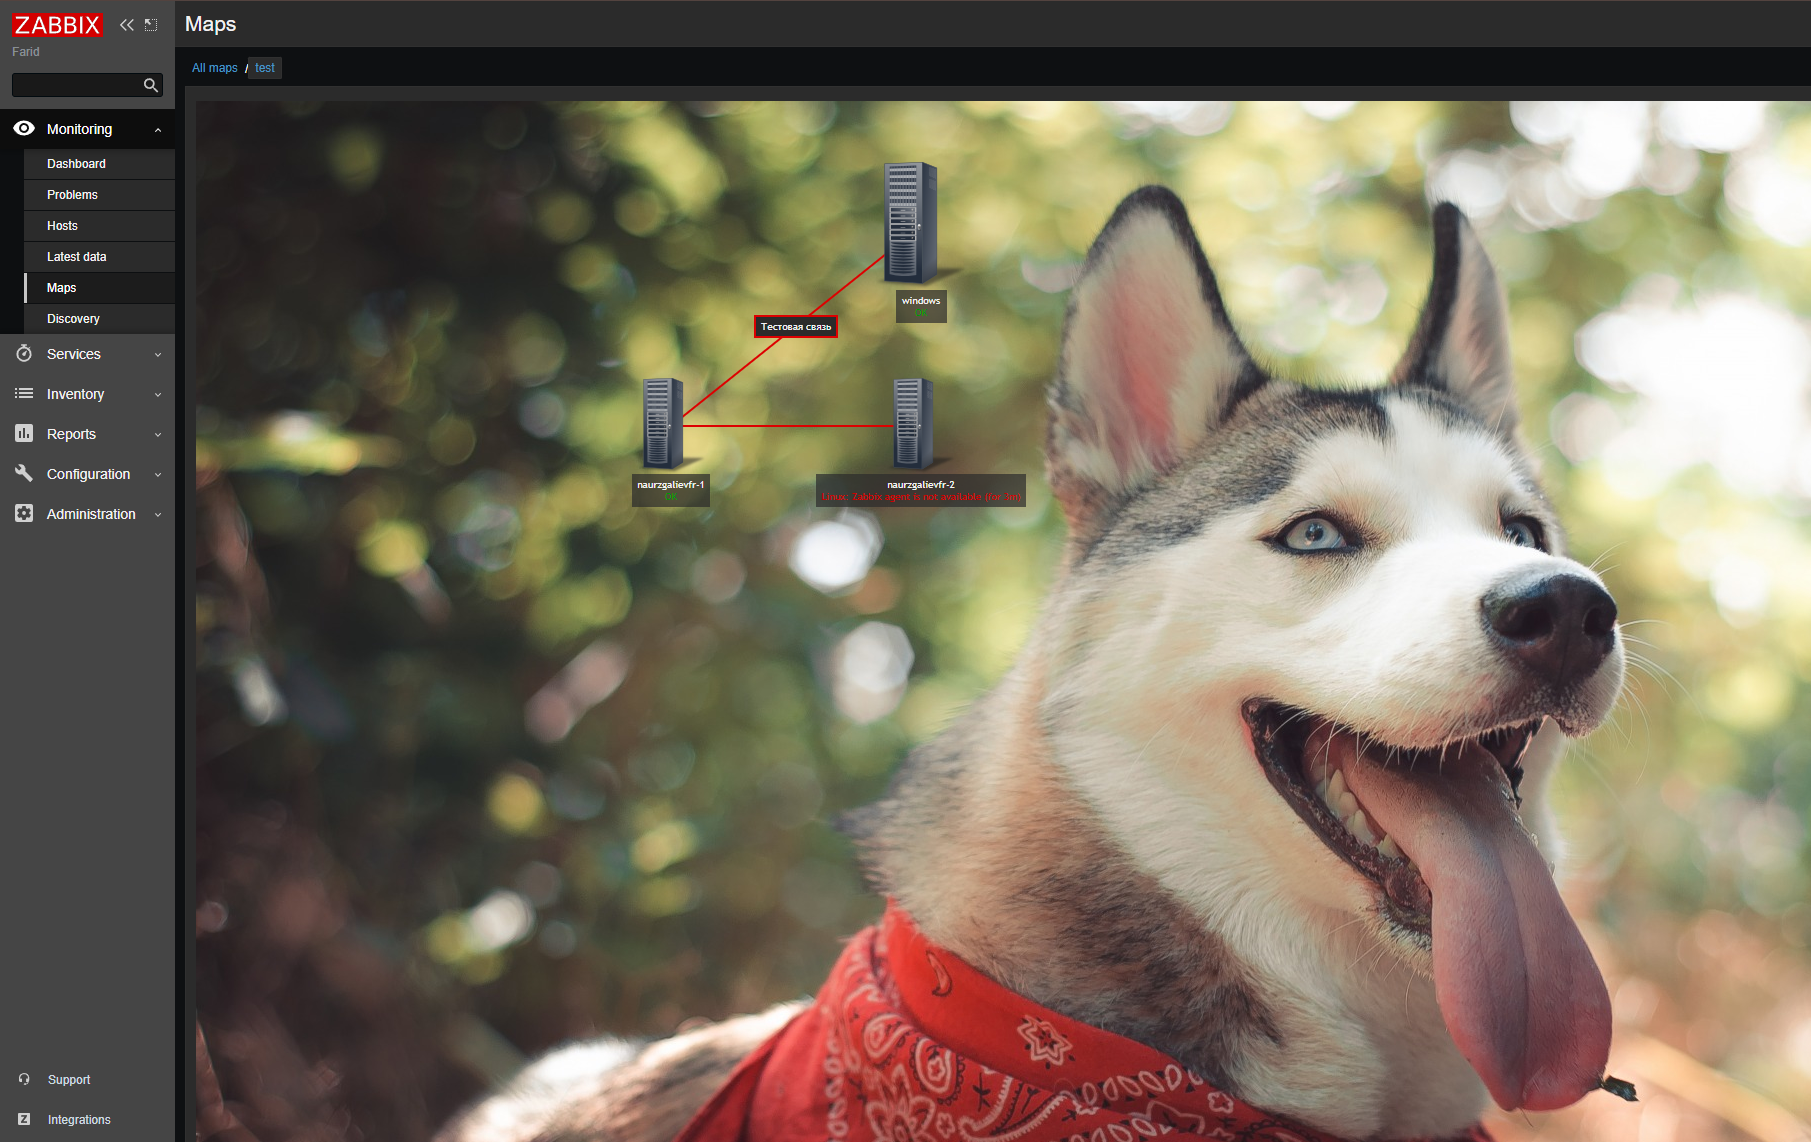 ZABBIX
Farid
Monitoring
Dashboard
Problems
Hosts
Latest data
Maps
Discovery
Services
Inventory
Reports
Configuration
Administration
Support
Integrations
Maps
All maps / test
windows
OK
Тестовая связь
naurzgalievfr-1
OK
naurzgalievfr-2
Linux: Zabbix agent is not available (for 3m)